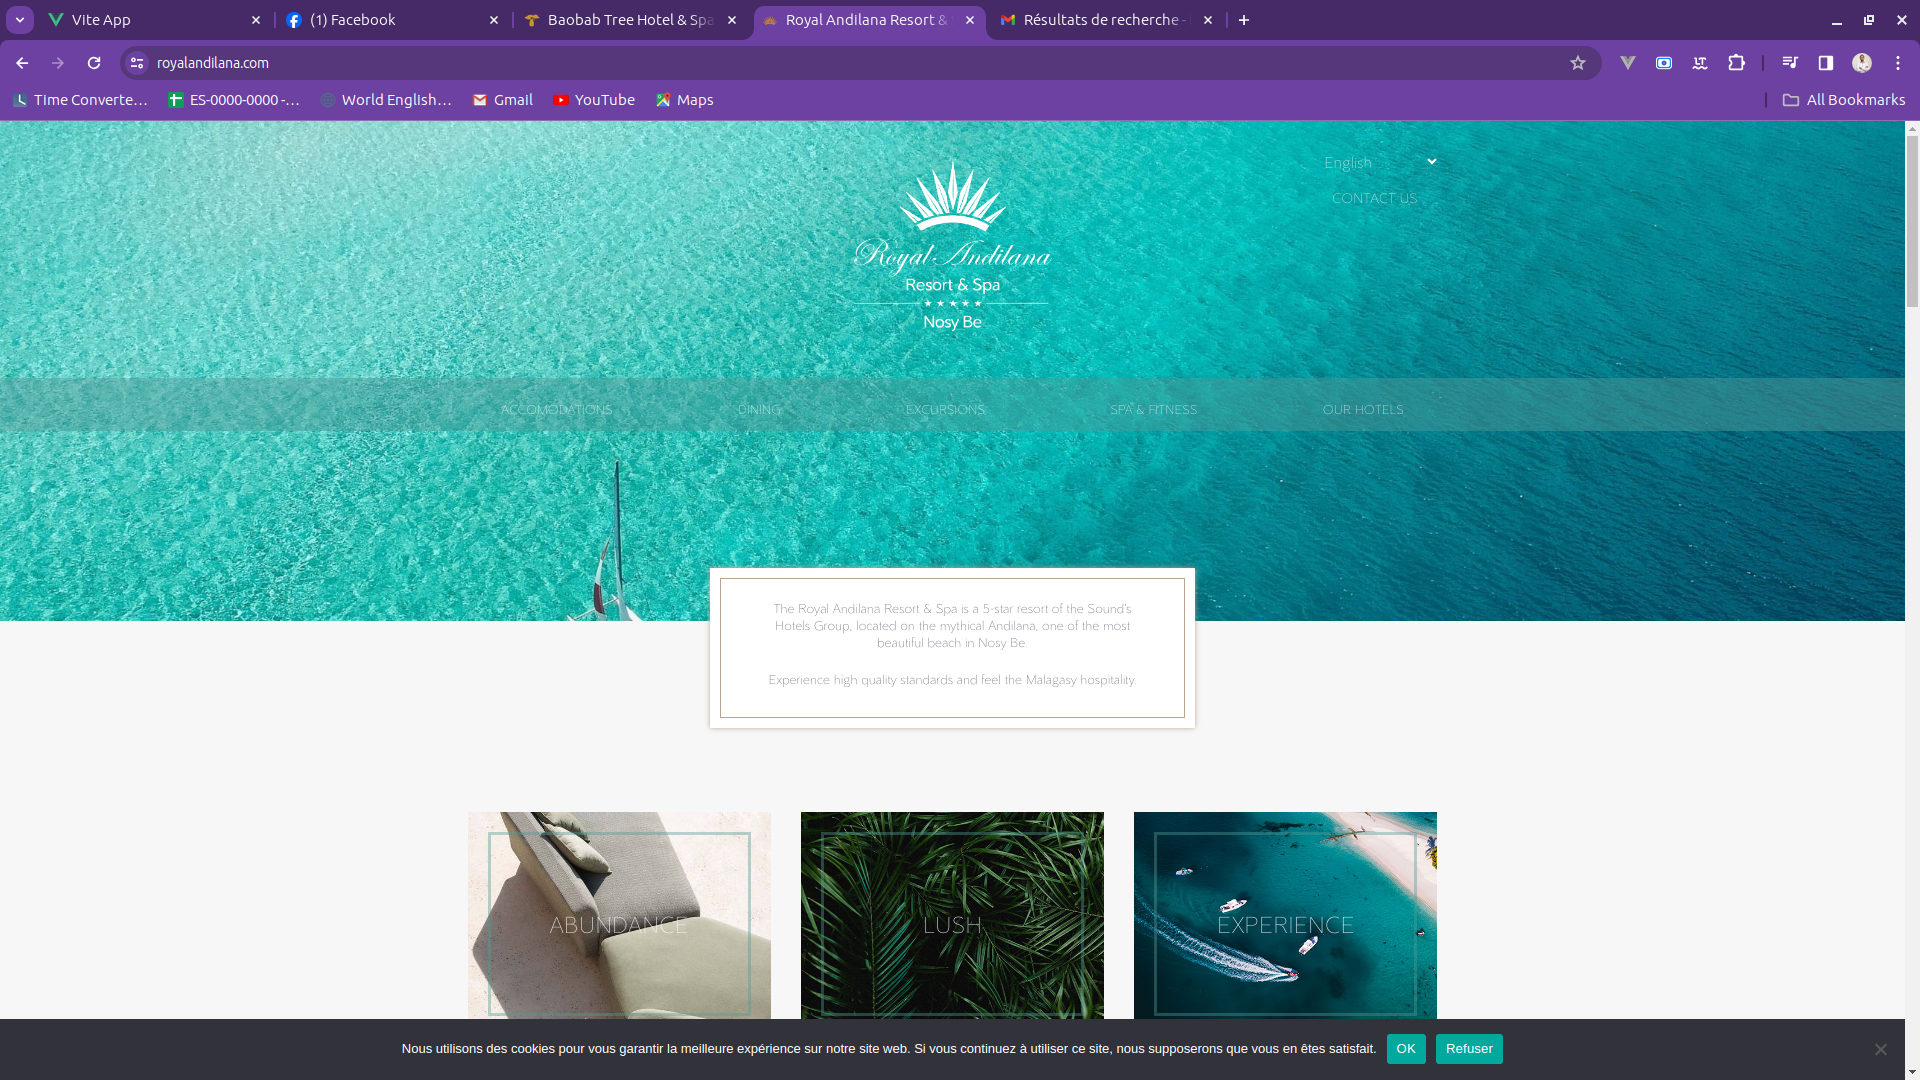 Vite App
(1) Facebook
Baobab Tree Hotel & Spa
Royal Andilana Resort &
Résultats de recherche -
royalandilana.com
TIme Converte...
ES-0000-0000 -...
World English...
Gmail
YouTube
Maps
All Bookmarks
English
CONTACT US
Royal Andilana
Resort & Spa
Nosy Be
ACCOMODATIONS
DINING
EXCURSIONS
SPA & FITNESS
OUR HOTELS
The Royal Andilana Resort & Spa is a 5-star resort of the Sound's
Hotels Group, located on the mythical Andilana, one of the most
beautiful beach in Nosy Be.
Experience high quality standards and feel the Malagasy hospitality.
ABUNDANCE
LUSH
EXPERIENCE
Nous utilisons des cookies pour vous garantir la meilleure expérience sur notre site web. Si vous continuez à utiliser ce site, nous supposerons que vous en êtes satisfait.
OK
Refuser